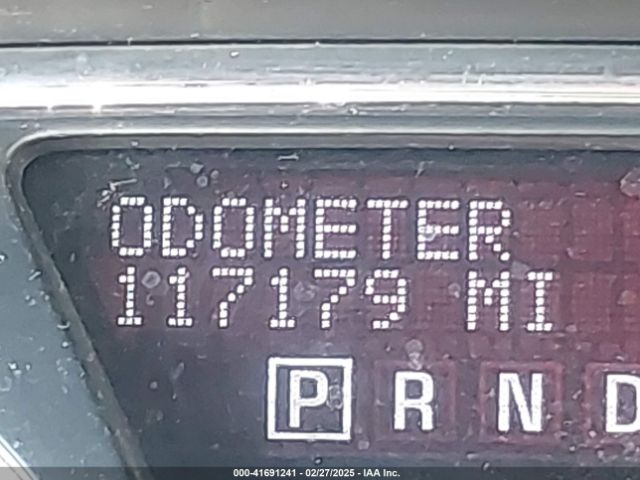 ODOMETER
117179 MI
P R N D
000-41691241 - 02/27/2025 - IAA Inc.